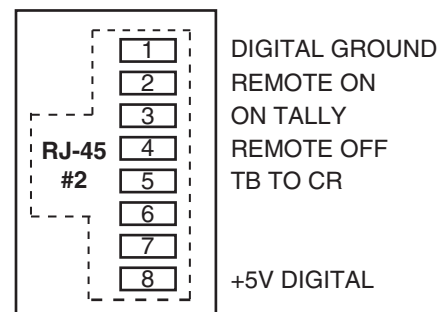 1 DIGITAL GROUND
2 REMOTE ON
3 ON TALLY
RJ-45 4 REMOTE OFF
#2 5 TB TO CR
6
7
8 +5V DIGITAL